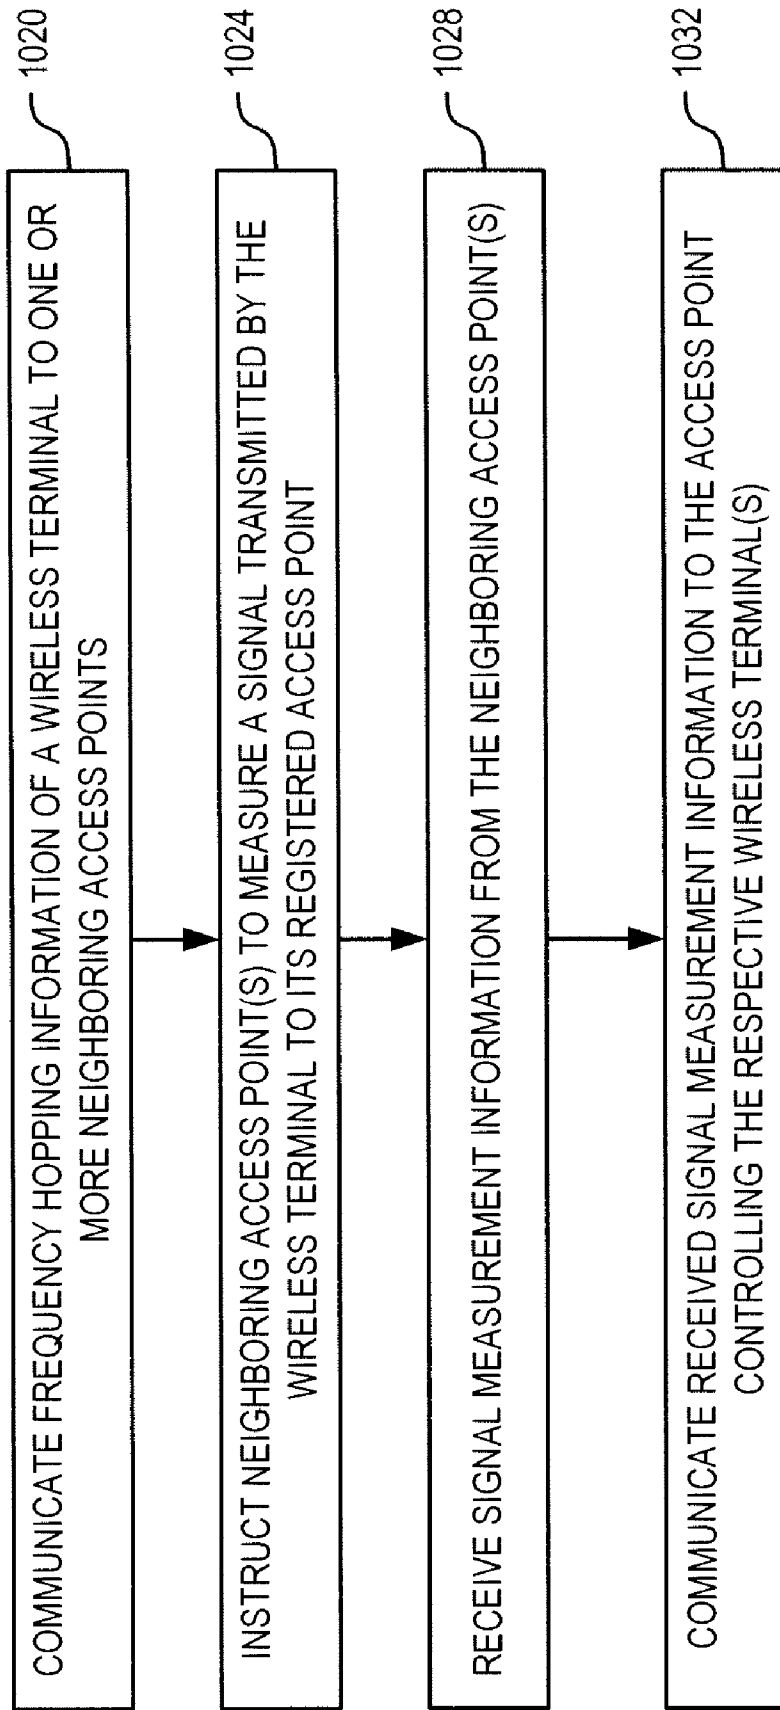 COMMUNICATE FREQUENCY HOPPING INFORMATION OF A WIRELESS TERMINAL TO ONE OR
MORE NEIGHBORING ACCESS POINTS
1020
INSTRUCT NEIGHBORING ACCESS POINT(S) TO MEASURE A SIGNAL TRANSMITTED BY THE
WIRELESS TERMINAL TO ITS REGISTERED ACCESS POINT
1024
RECEIVE SIGNAL MEASUREMENT INFORMATION FROM THE NEIGHBORING ACCESS POINT(S)
1028
COMMUNICATE RECEIVED SIGNAL MEASUREMENT INFORMATION TO THE ACCESS POINT
CONTROLLING THE RESPECTIVE WIRELESS TERMINAL(S)
1032